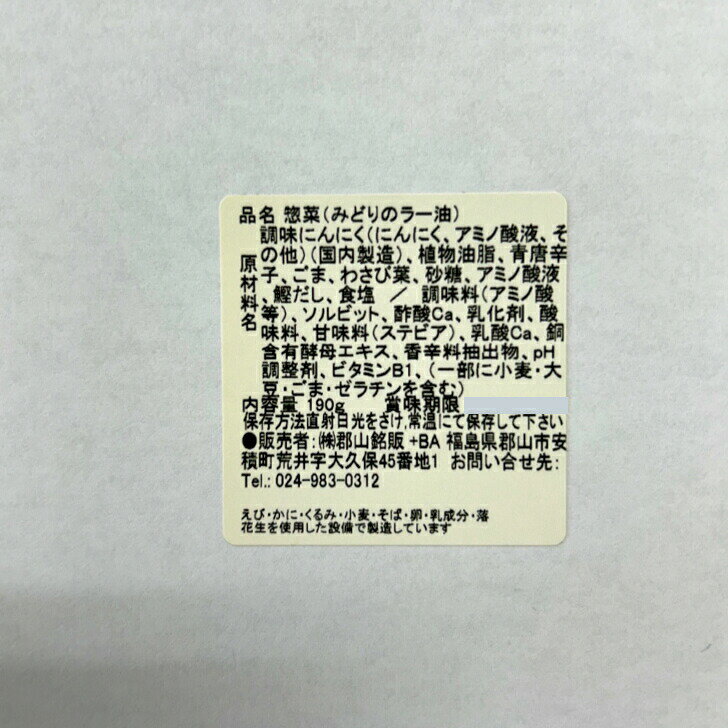 品名 惣菜(みどりのラー油)
原材料名
調味にんにく(にんにく、アミノ酸液、そ
の他)(国内製造)、植物油脂、青唐辛
子、ごま、わさび葉、砂糖、アミノ酸液
、鰹だし、食塩 / 調味料(アミノ酸
等)、ソルビット、酢酸Ca、乳化剤、酸
味料、甘味料(ステビア)、乳酸Ca、銅
含有酵母エキス、香辛料抽出物、pH
調整剤、ビタミンB1、(一部に小麦・大
豆・ごま・ゼラチンを含む)
内容量 190g 賞味期限
保存方法直射日光をさけ,常温にて保存して下さい
●販売者:㈱郡山銘販 +BA 福島県郡山市安
積町荒井字大久保45番地1 お問い合せ先:
Tel.: 024-983-0312
えび・かに・くるみ・小麦・そば・卵・乳成分・落
花生を使用した設備で製造しています